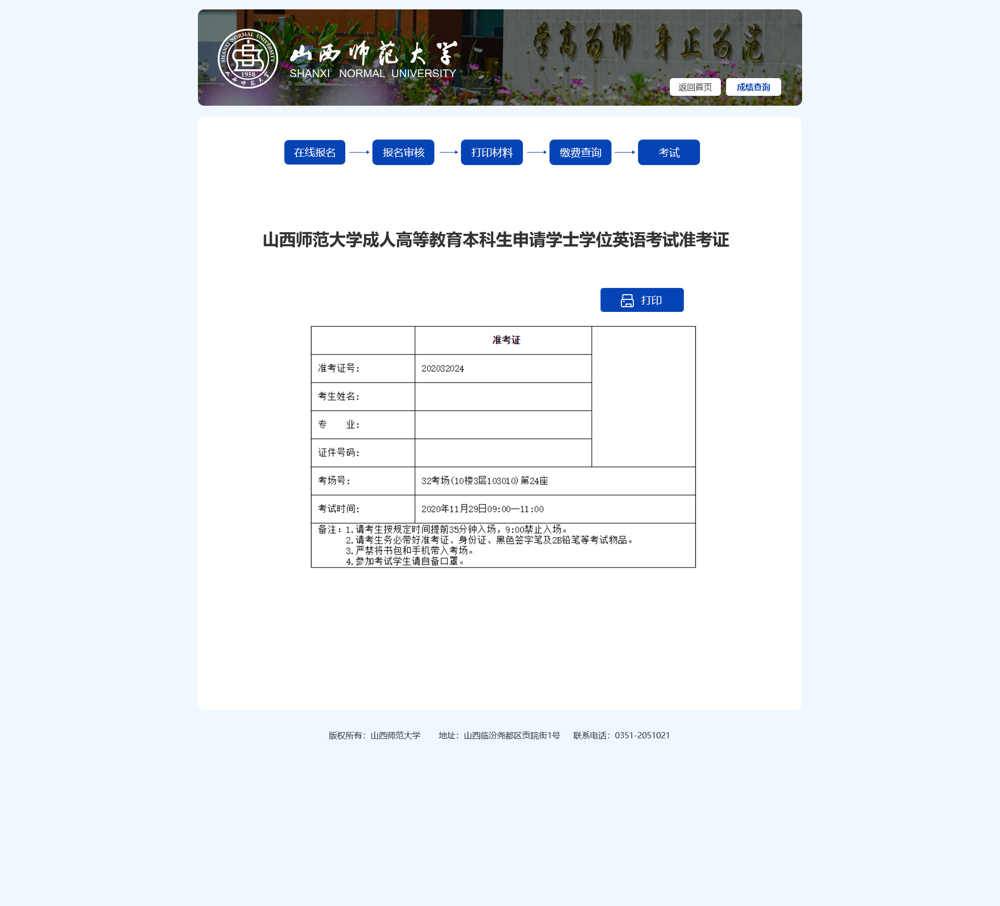 学高为师 身正为范
SHANXI NORMAL UNIVERSITY
1958
山西师范大学
山西师范大学
SHANXI NORMAL UNIVERSITY
返回首页 成绩查询
在线报名 报名审核 打印材料 缴费查询 考试
山西师范大学成人高等教育本科生申请学士学位英语考试准考证
打印
准考证
准考证号: 202032024
考生姓名:
专 业:
证件号码:
考场号: 32考场(10楼3层103010)第24座
考试时间: 2020年11月29日09:00—11:00
备注: 1.请考生按规定时间提前35分钟入场，9:00禁止入场。
2.请考生务必带好准考证、身份证、黑色签字笔及2B铅笔等考试物品。
3.严禁将书包和手机带入考场。
4.参加考试学生请自备口罩。
版权所有：山西师范大学 地址：山西临汾尧都区贡院街1号 联系电话：0351-2051021